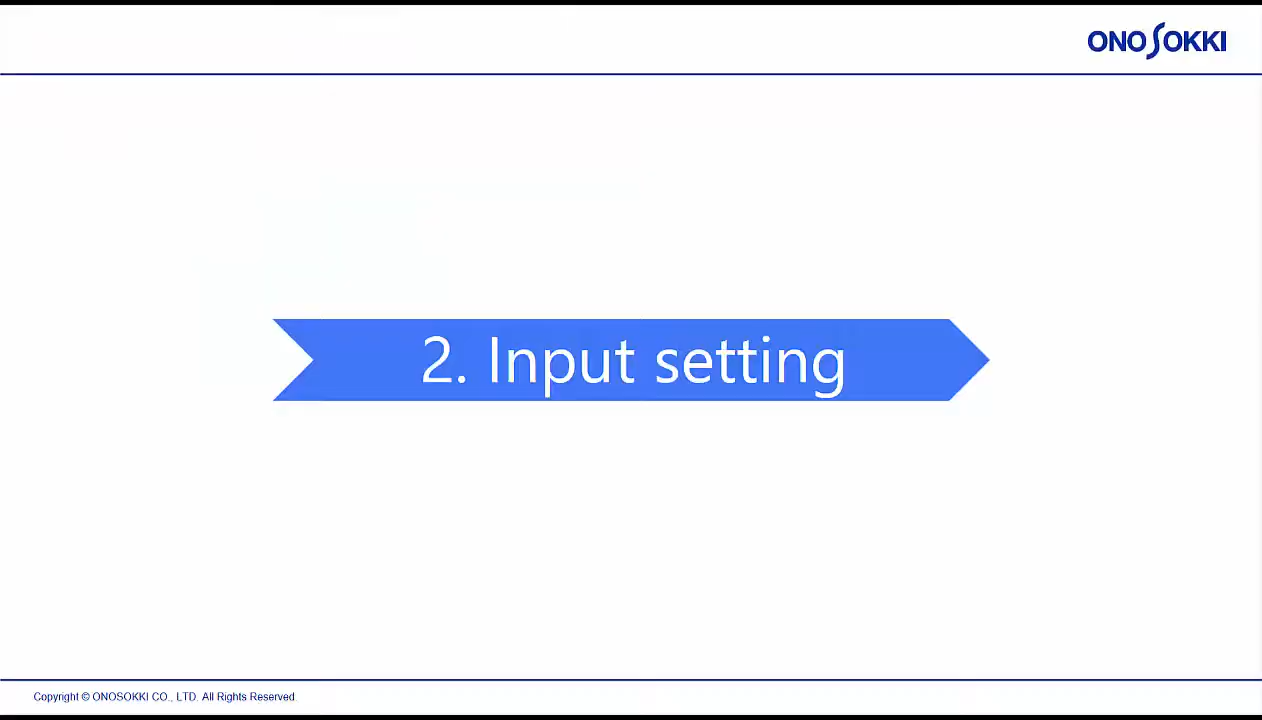 ONO SOKKI
2. Input setting
Copyright © ONOSOKKI CO., LTD. All Rights Reserved.